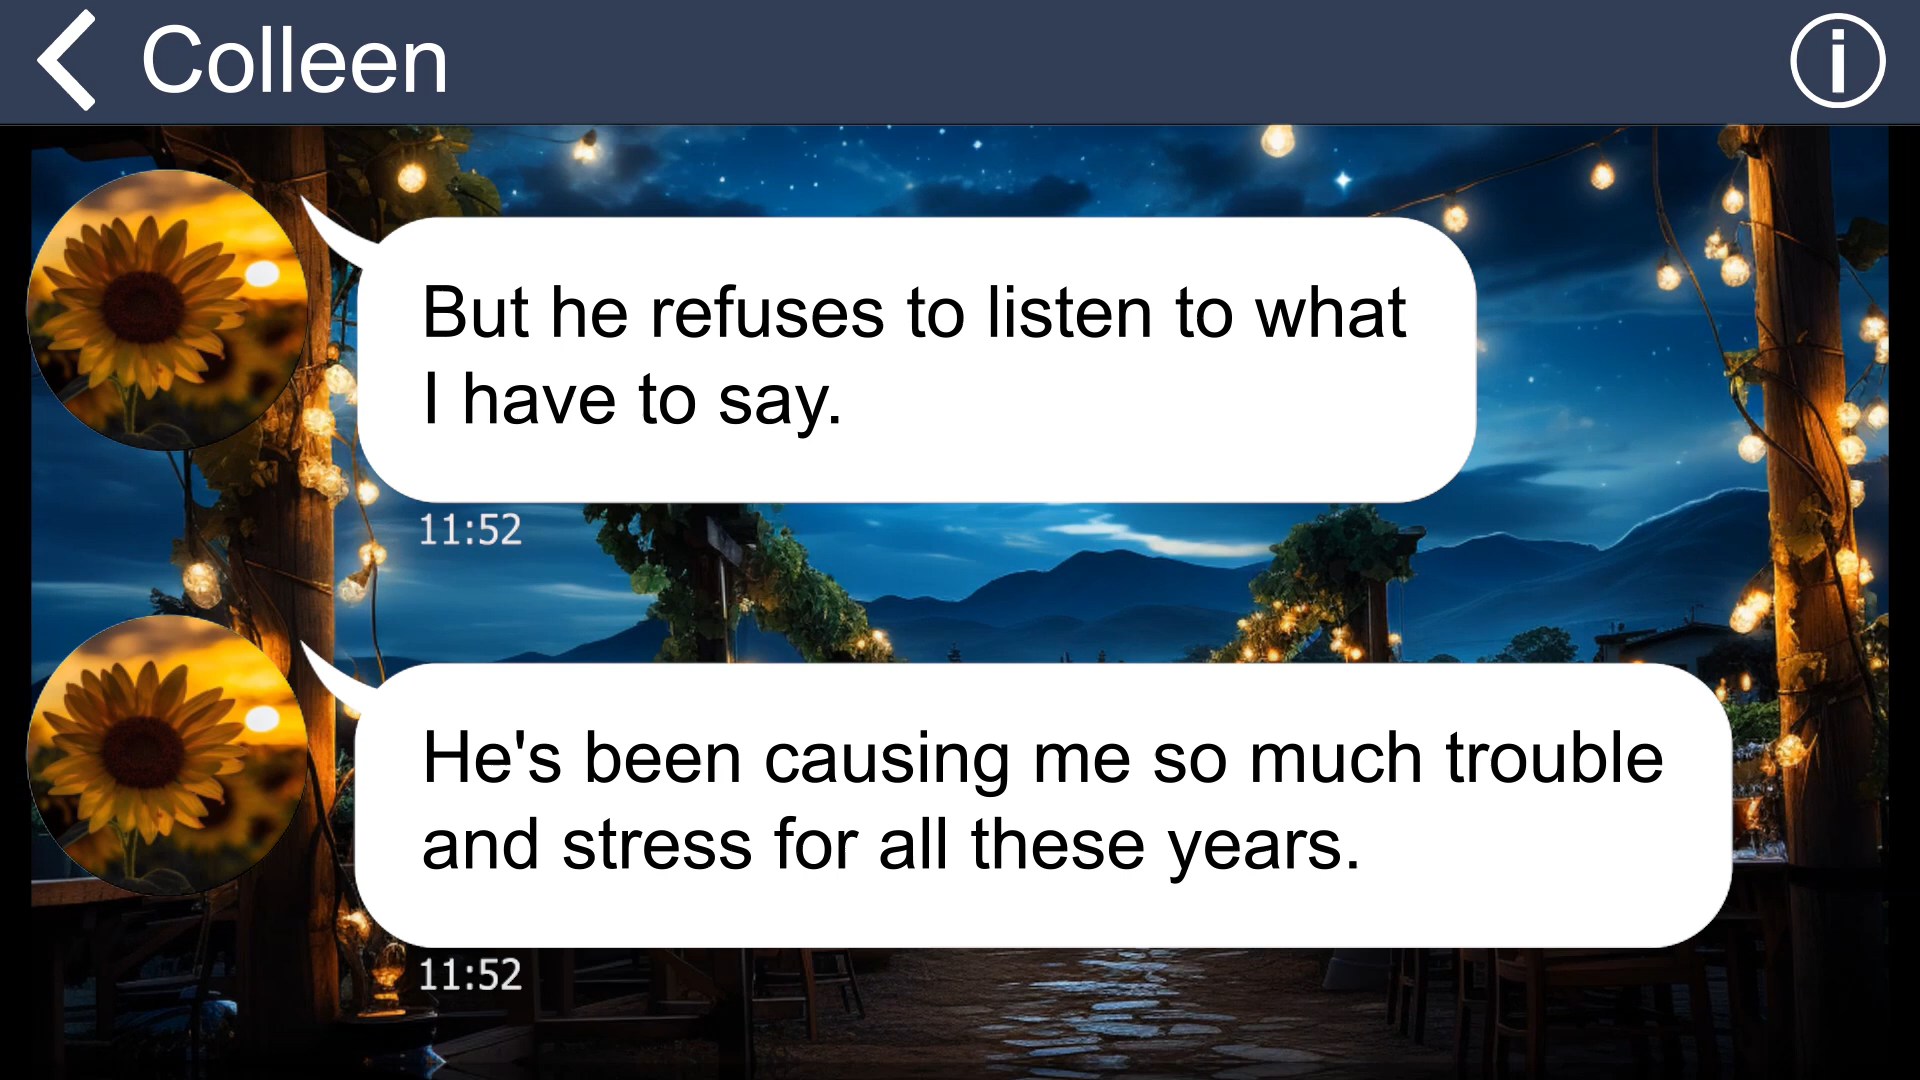 Colleen
But he refuses to listen to what
I have to say.
11:52
He's been causing me so much trouble
and stress for all these years.
11:52